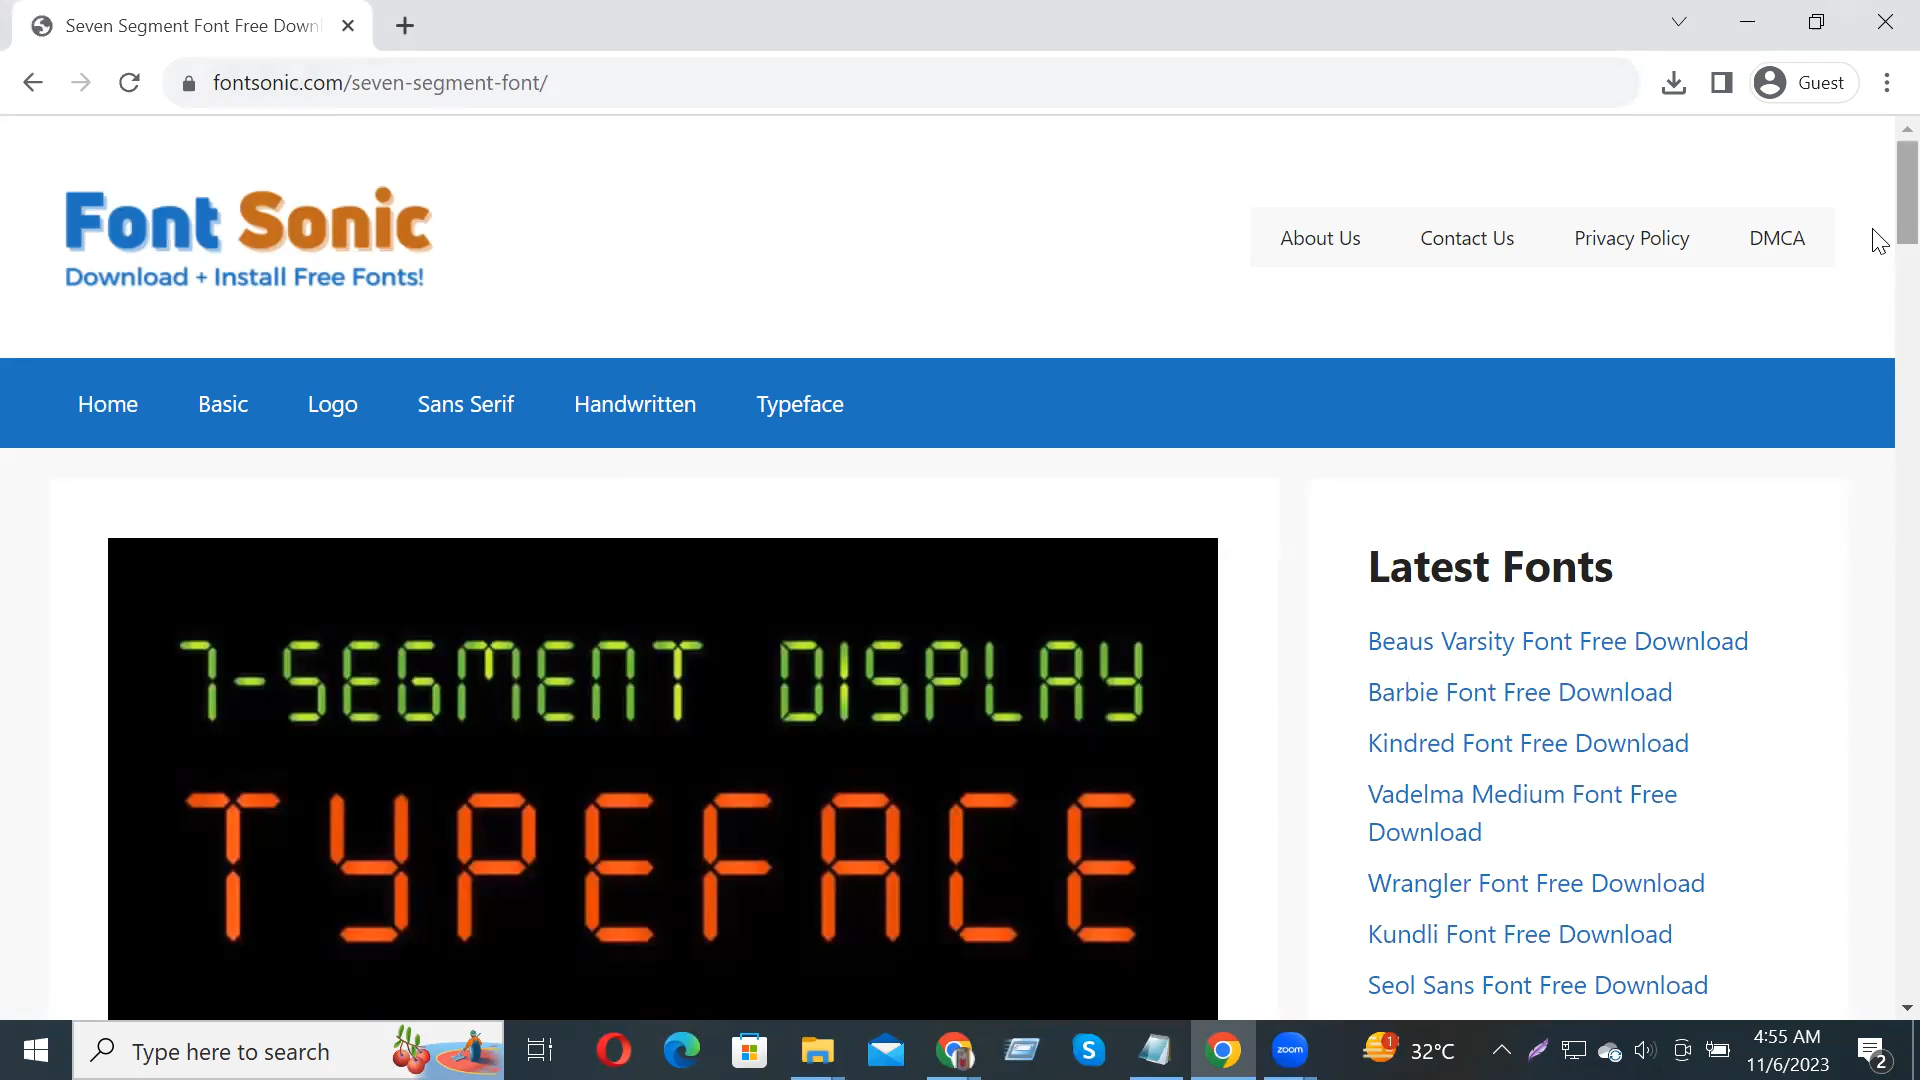 Seven Segment Font Free Down
fontsonic.com/seven-segment-font/
Guest
Font Sonic
Download + Install Free Fonts!
About Us
Contact Us
Privacy Policy
DMCA
Home
Basic
Logo
Sans Serif
Handwritten
Typeface
7-SEGMENT DISPLAY
TYPEFACE
Latest Fonts
Beaus Varsity Font Free Download
Barbie Font Free Download
Kindred Font Free Download
Vadelma Medium Font Free
Download
Wrangler Font Free Download
Kundli Font Free Download
Seol Sans Font Free Download
Type here to search
zoom
1
32°C
4:55 AM
11/6/2023
2